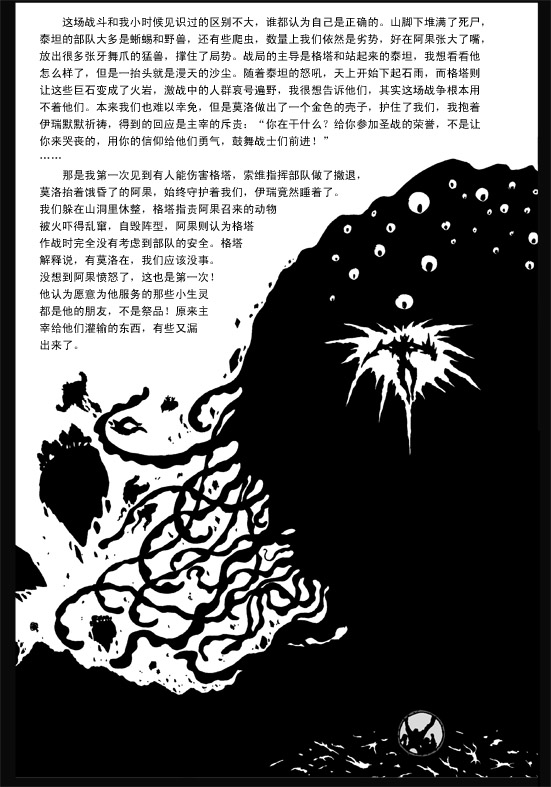 这场战斗和我小时候见识过的区别不大，谁都认为自己是正确的。山脚下堆满了死尸，
泰坦的部队大多是蜥蜴和野兽，还有些爬虫，数量上我们依然是劣势，好在阿果张大了嘴，
放出很多张牙舞爪的猛兽，撑住了局势。战局的主导是格塔和站起来的泰坦，我想看看他
怎么样了，但是一抬头就是漫天的沙尘。随着泰坦的怒吼，天上开始下起石雨，而格塔则
让这些巨石变成了火岩，激战中的人群哀号遍野，我很想告诉他们，其实这场战争根本用
不着他们。本来我们也难以幸免，但是莫洛做出了一个金色的壳子，护住了我们，我抱着
伊瑞默默祈祷，得到的回应是主宰的斥责：“你在干什么？给你参加圣战的荣誉，不是让
你来哭丧的，用你的信仰给他们勇气，鼓舞战士们前进！”
……
那是我第一次见到有人能伤害格塔，索维指挥部队做了撤退，
莫洛抬着饿昏了的阿果，始终守护着我们，伊瑞竟然睡着了。
我们躲在山洞里休整，格塔指责阿果召来的动物
被火吓得乱窜，自毁阵型，阿果则认为格塔
作战时完全没有考虑到部队的安全。格塔
解释说，有莫洛在，我们应该没事。
没想到阿果愤怒了，这也是第一次！
他认为愿意为他服务的那些小生灵
都是他的朋友，不是祭品！原来主
宰给他们灌输的东西，有些又漏
出来了。